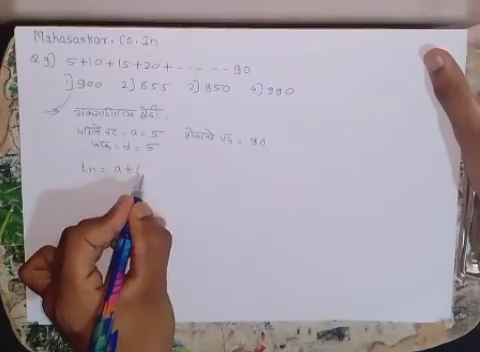 Mahasarkar.Co.In
Q.9) 5+10+15+20+ - - - - - - 90
1) 900 2) 855 3) 850 4) 990
→ अंकगणितीय श्रेढी.
पहिले पद = a = 5 शेवटचे पद = 90
फरक = d = 5
tn = a + (